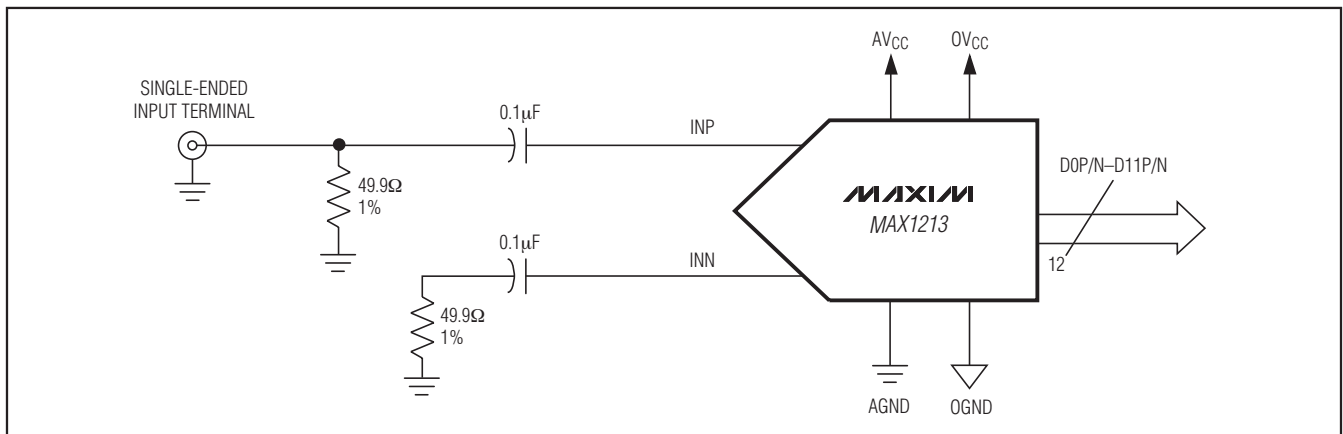 AVCC
OVCC
SINGLE-ENDED
INPUT TERMINAL
0.1μF
INP
49.9Ω
1%
D0P/N–D11P/N
MAXIM
MAX1213
0.1μF
INN
12
49.9Ω
1%
AGND
OGND